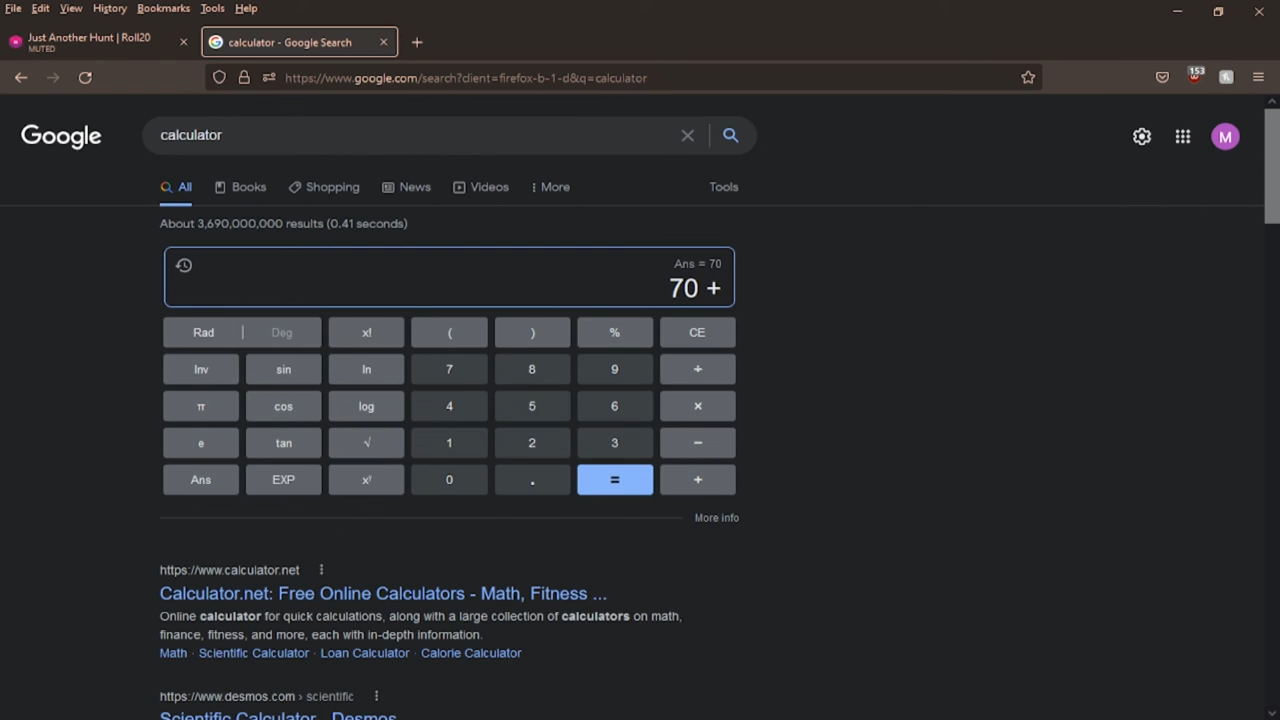 File Edit View History Bookmarks Tools Help
Just Another Hunt | Roll20
MUTED
calculator - Google Search
https://www.google.com/search?client=firefox-b-1-d&q=calculator
153
Google
calculator
M
All Books Shopping News Videos More
Tools
About 3,690,000,000 results (0.41 seconds)
Ans = 70
70 +
Rad | Deg x! ( ) % CE
Inv sin ln 7 8 9 ÷
π cos log 4 5 6 ×
e tan √ 1 2 3 −
Ans EXP xʸ 0 . = +
More info
https://www.calculator.net
Calculator.net: Free Online Calculators - Math, Fitness ...
Online calculator for quick calculations, along with a large collection of calculators on math,
finance, fitness, and more, each with in-depth information.
Math · Scientific Calculator · Loan Calculator · Calorie Calculator
https://www.desmos.com › scientific
Scientific Calculator - Desmos